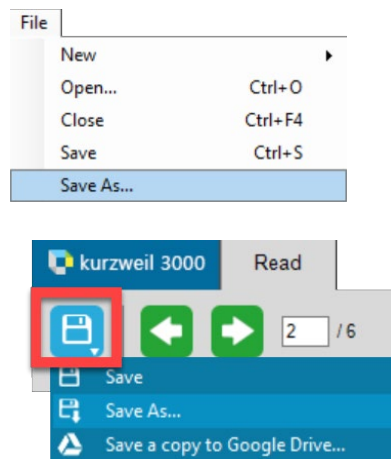 File
New
Open... Ctrl+O
Close Ctrl+F4
Save Ctrl+S
Save As...
kurzweil 3000 Read
2 / 6
Save
Save As...
Save a copy to Google Drive...